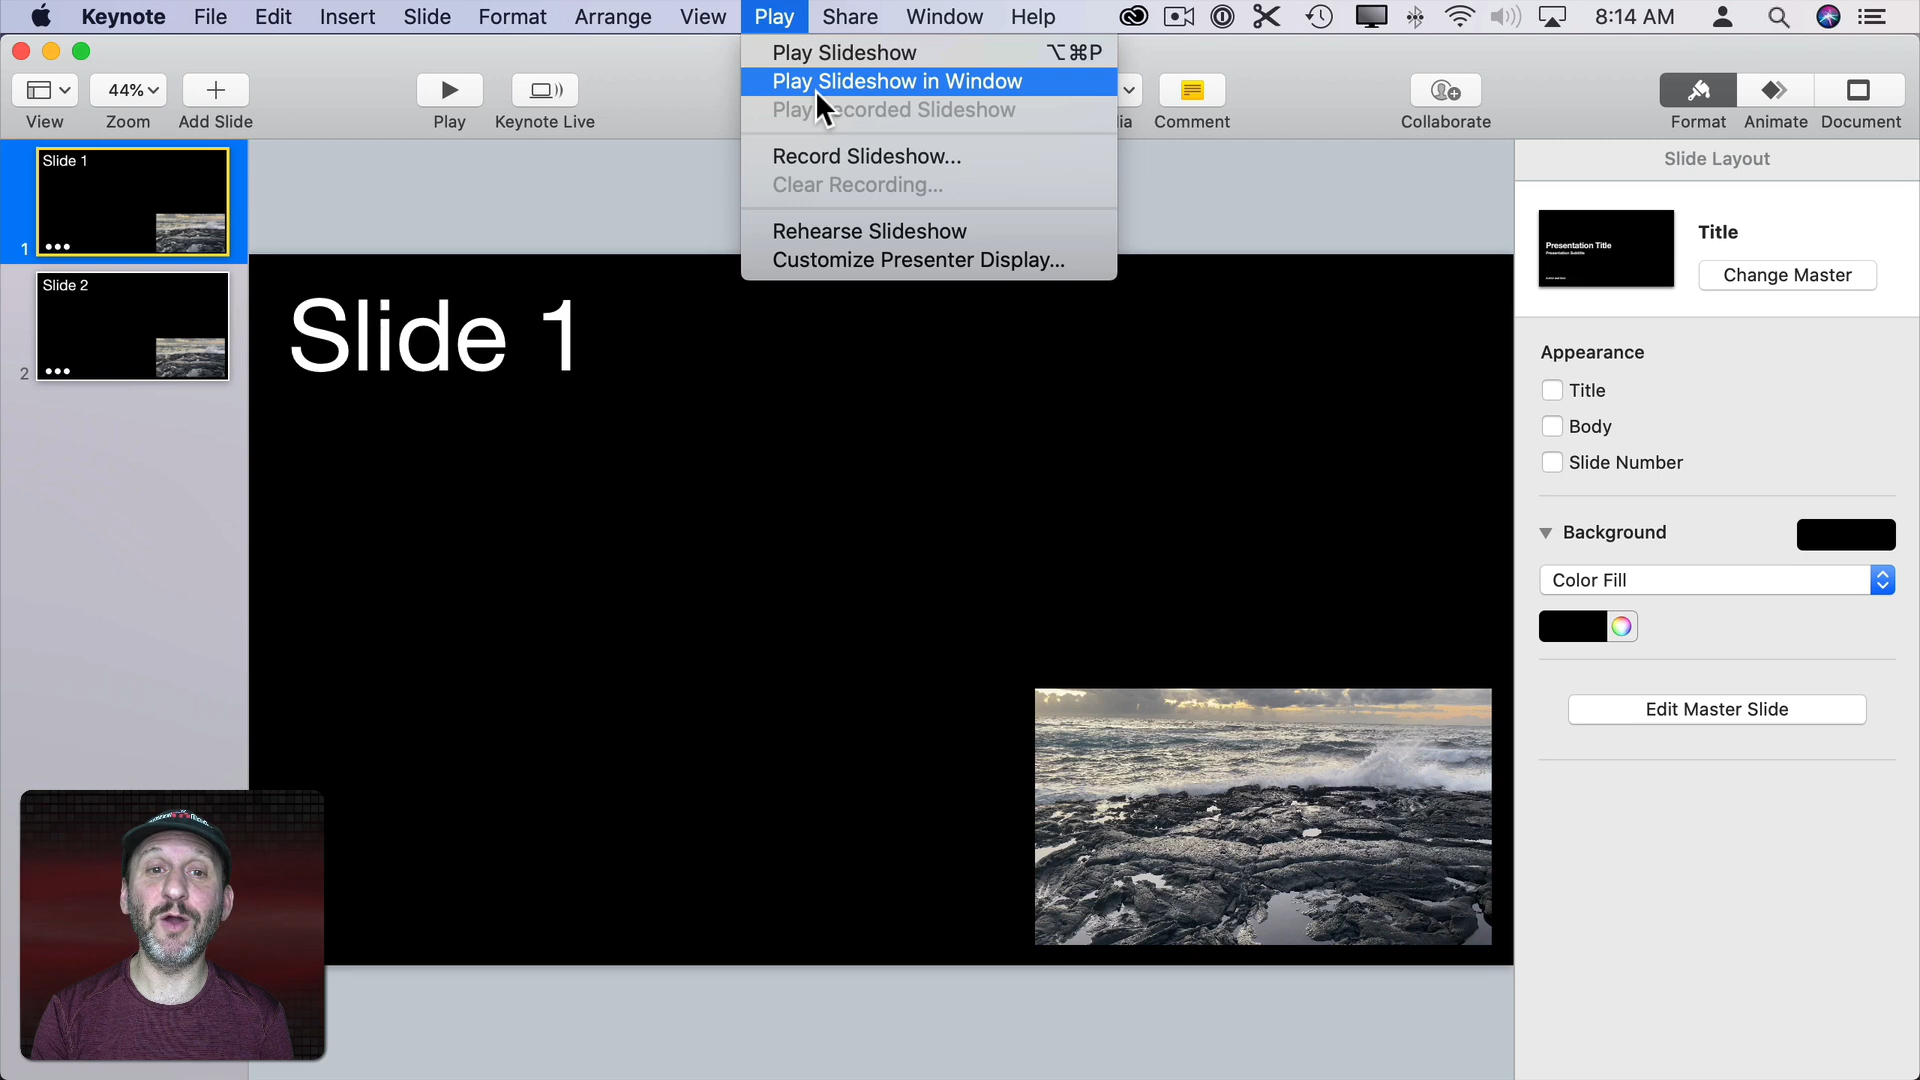 Keynote File Edit Insert Slide Format Arrange View Play Share Window Help 8:14 AM
Play Slideshow ⌥⌘P
Play Slideshow in Window
Play Recorded Slideshow
Record Slideshow...
Clear Recording...
Rehearse Slideshow
Customize Presenter Display...
44%
View Zoom Add Slide Play Keynote Live Comment Collaborate Format Animate Document
Slide 1
1
Slide 2
2
Slide 1
Slide Layout
Presentation Title
Presentation Subtitle
Title
Change Master
Appearance
Title
Body
Slide Number
Background
Color Fill
Edit Master Slide